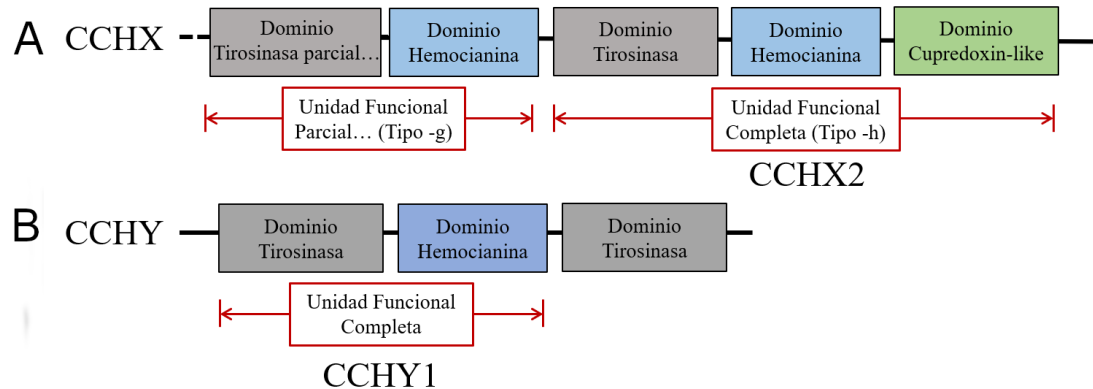 A CCHX
Dominio
Tirosinasa parcial...
Dominio
Hemocianina
Dominio
Tirosinasa
Dominio
Hemocianina
Dominio
Cupredoxin-like
Unidad Funcional
Parcial... (Tipo -g)
Unidad Funcional
Completa (Tipo -h)
CCHX2
B CCHY
Dominio
Tirosinasa
Dominio
Hemocianina
Dominio
Tirosinasa
Unidad Funcional
Completa
CCHY1